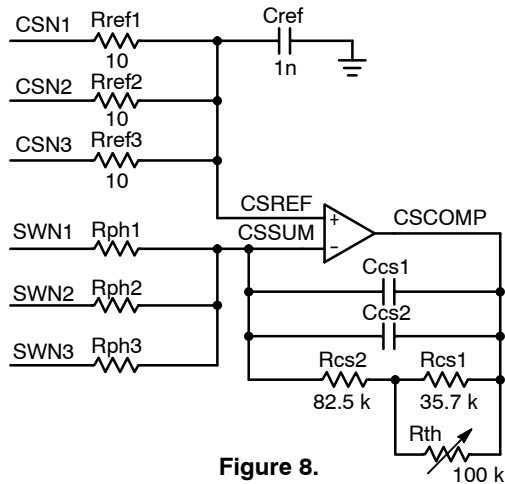 CSN1 Rref1 Cref
10 1n
CSN2 Rref2
10
CSN3 Rref3
10
CSREF
+
CSCOMP
SWN1 Rph1 CSSUM
−
Ccs1
SWN2 Rph2
Ccs2
SWN3 Rph3 Rcs2 Rcs1
82.5 k 35.7 k
Rth
100 k
Figure 8.